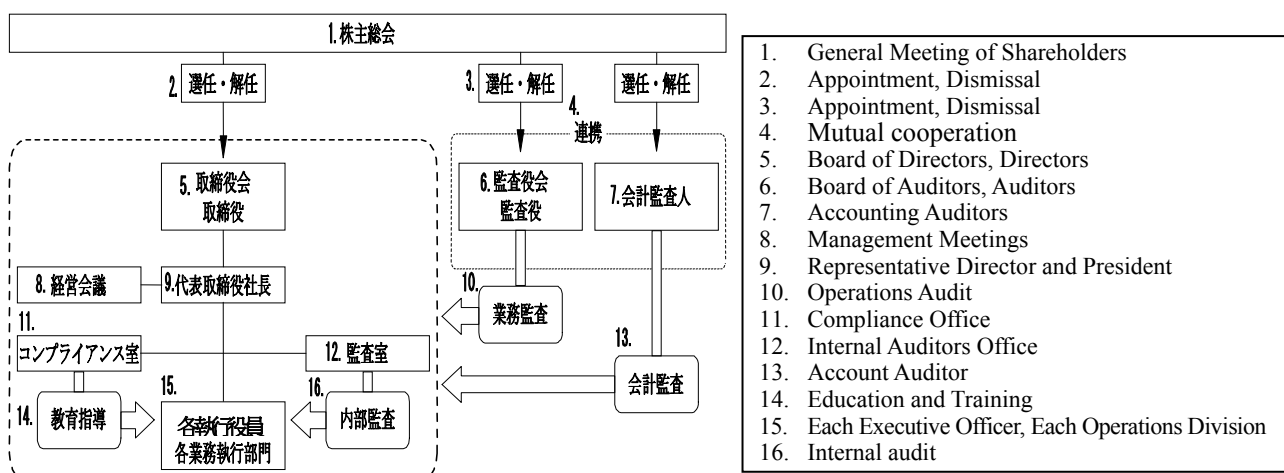 1. 株主総会
2. 選任・解任
3. 選任・解任
選任・解任
4.
連携
5. 取締役会
取締役
6. 監査役会
監査役
7. 会計監査人
8. 経営会議
9. 代表取締役社長
10.
業務監査
11.
コンプライアンス室
12. 監査室
13.
会計監査
14. 教育指導
15.
各執行役員
各業務執行部門
16.
内部監査
1. General Meeting of Shareholders
2. Appointment, Dismissal
3. Appointment, Dismissal
4. Mutual cooperation
5. Board of Directors, Directors
6. Board of Auditors, Auditors
7. Accounting Auditors
8. Management Meetings
9. Representative Director and President
10. Operations Audit
11. Compliance Office
12. Internal Auditors Office
13. Account Auditor
14. Education and Training
15. Each Executive Officer, Each Operations Division
16. Internal audit